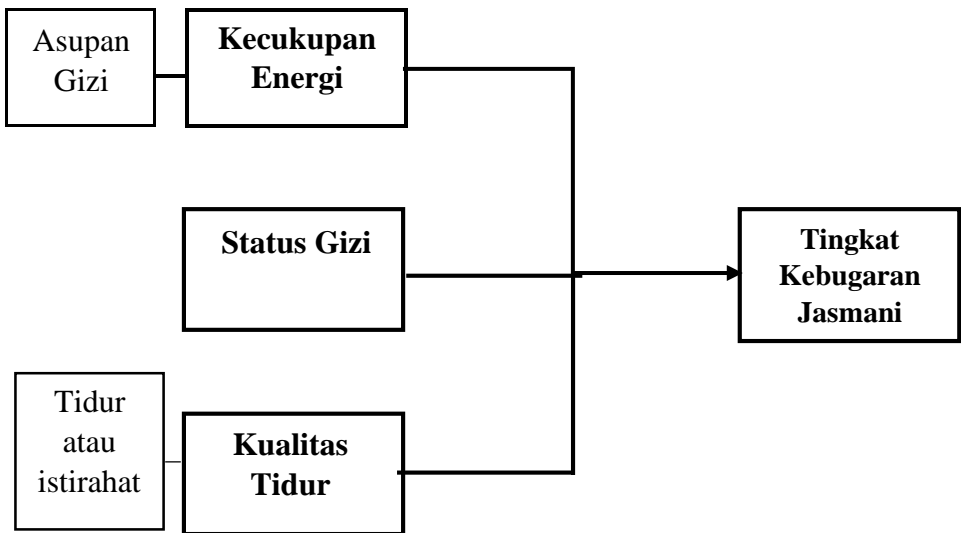 Asupan
Gizi
Kecukupan
Energi
Status Gizi
Tingkat
Kebugaran
Jasmani
Tidur
atau
istirahat
Kualitas
Tidur